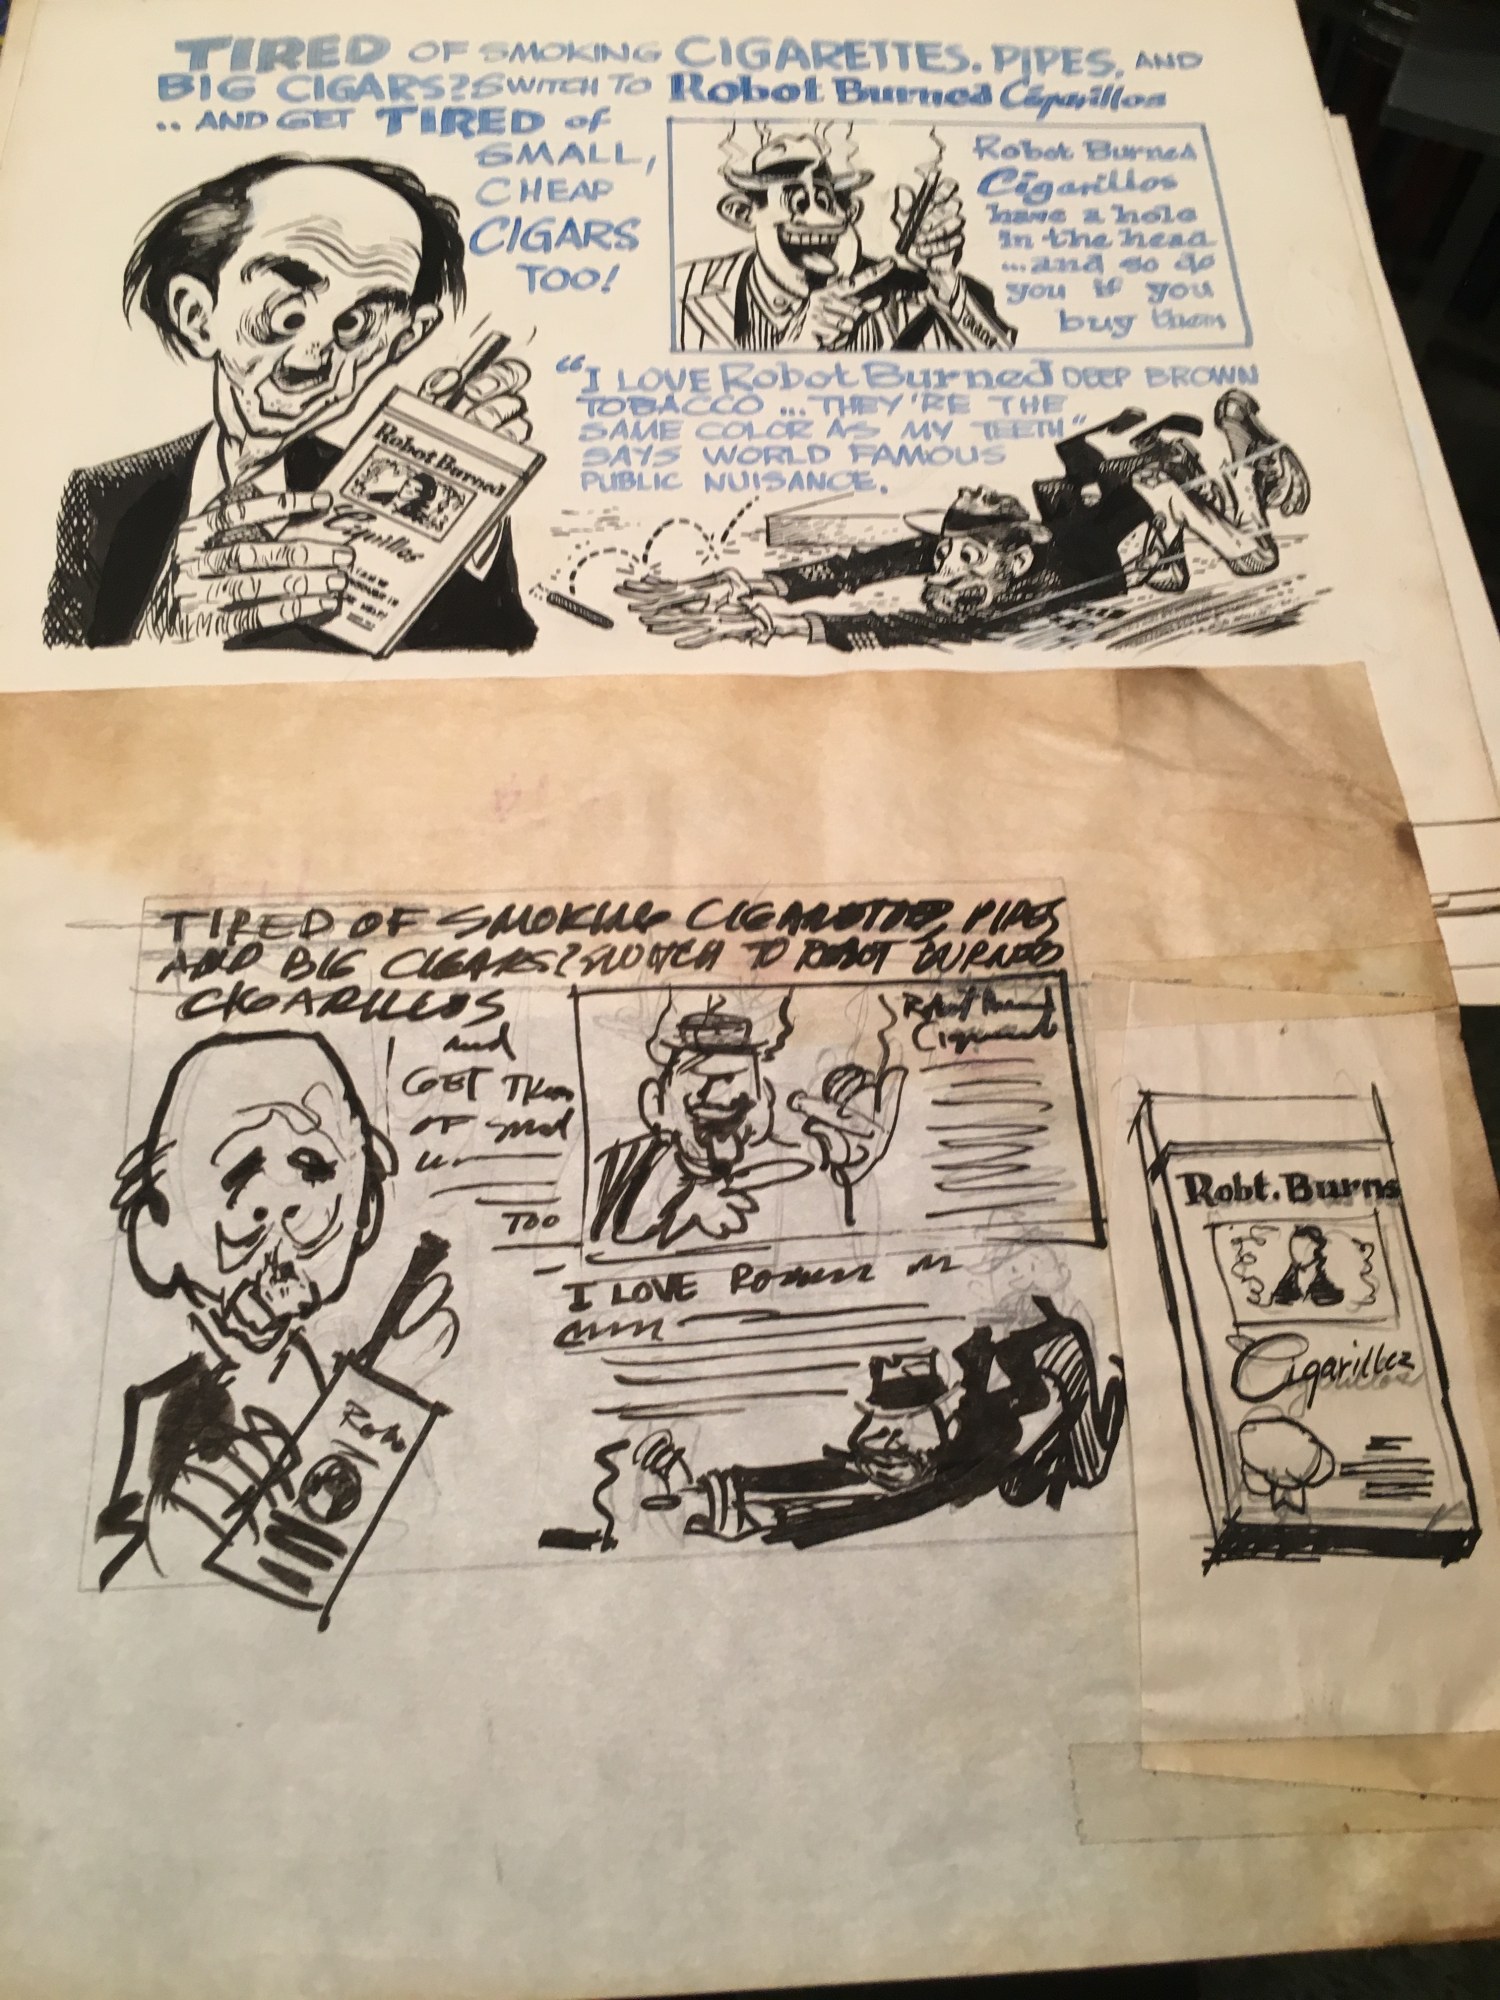 TIRED OF SMOKING CIGARETTES, PIPES, AND
BIG CIGARS? SWITCH TO Robot Burned Cigarillos
.. AND GET TIRED of
SMALL,
CHEAP
CIGARS
TOO!
Robot Burned
Cigarillos
have a hole
in the head
...and so do
you if you
buy them
"I LOVE Robot Burned DEEP BROWN
TOBACCO ... THEY'RE THE
SAME COLOR AS MY TEETH"
SAYS WORLD FAMOUS
PUBLIC NUISANCE.
Robot Burned
Cigarillos
TIRED OF SMOKING CIGARETTES, PIPES
AND BIG CIGARS? SWITCH TO ROBOT BURNED
CIGARILLOS
and
GET
OF
TOO
I LOVE
Robo
Robt. Burns
Cigarillos